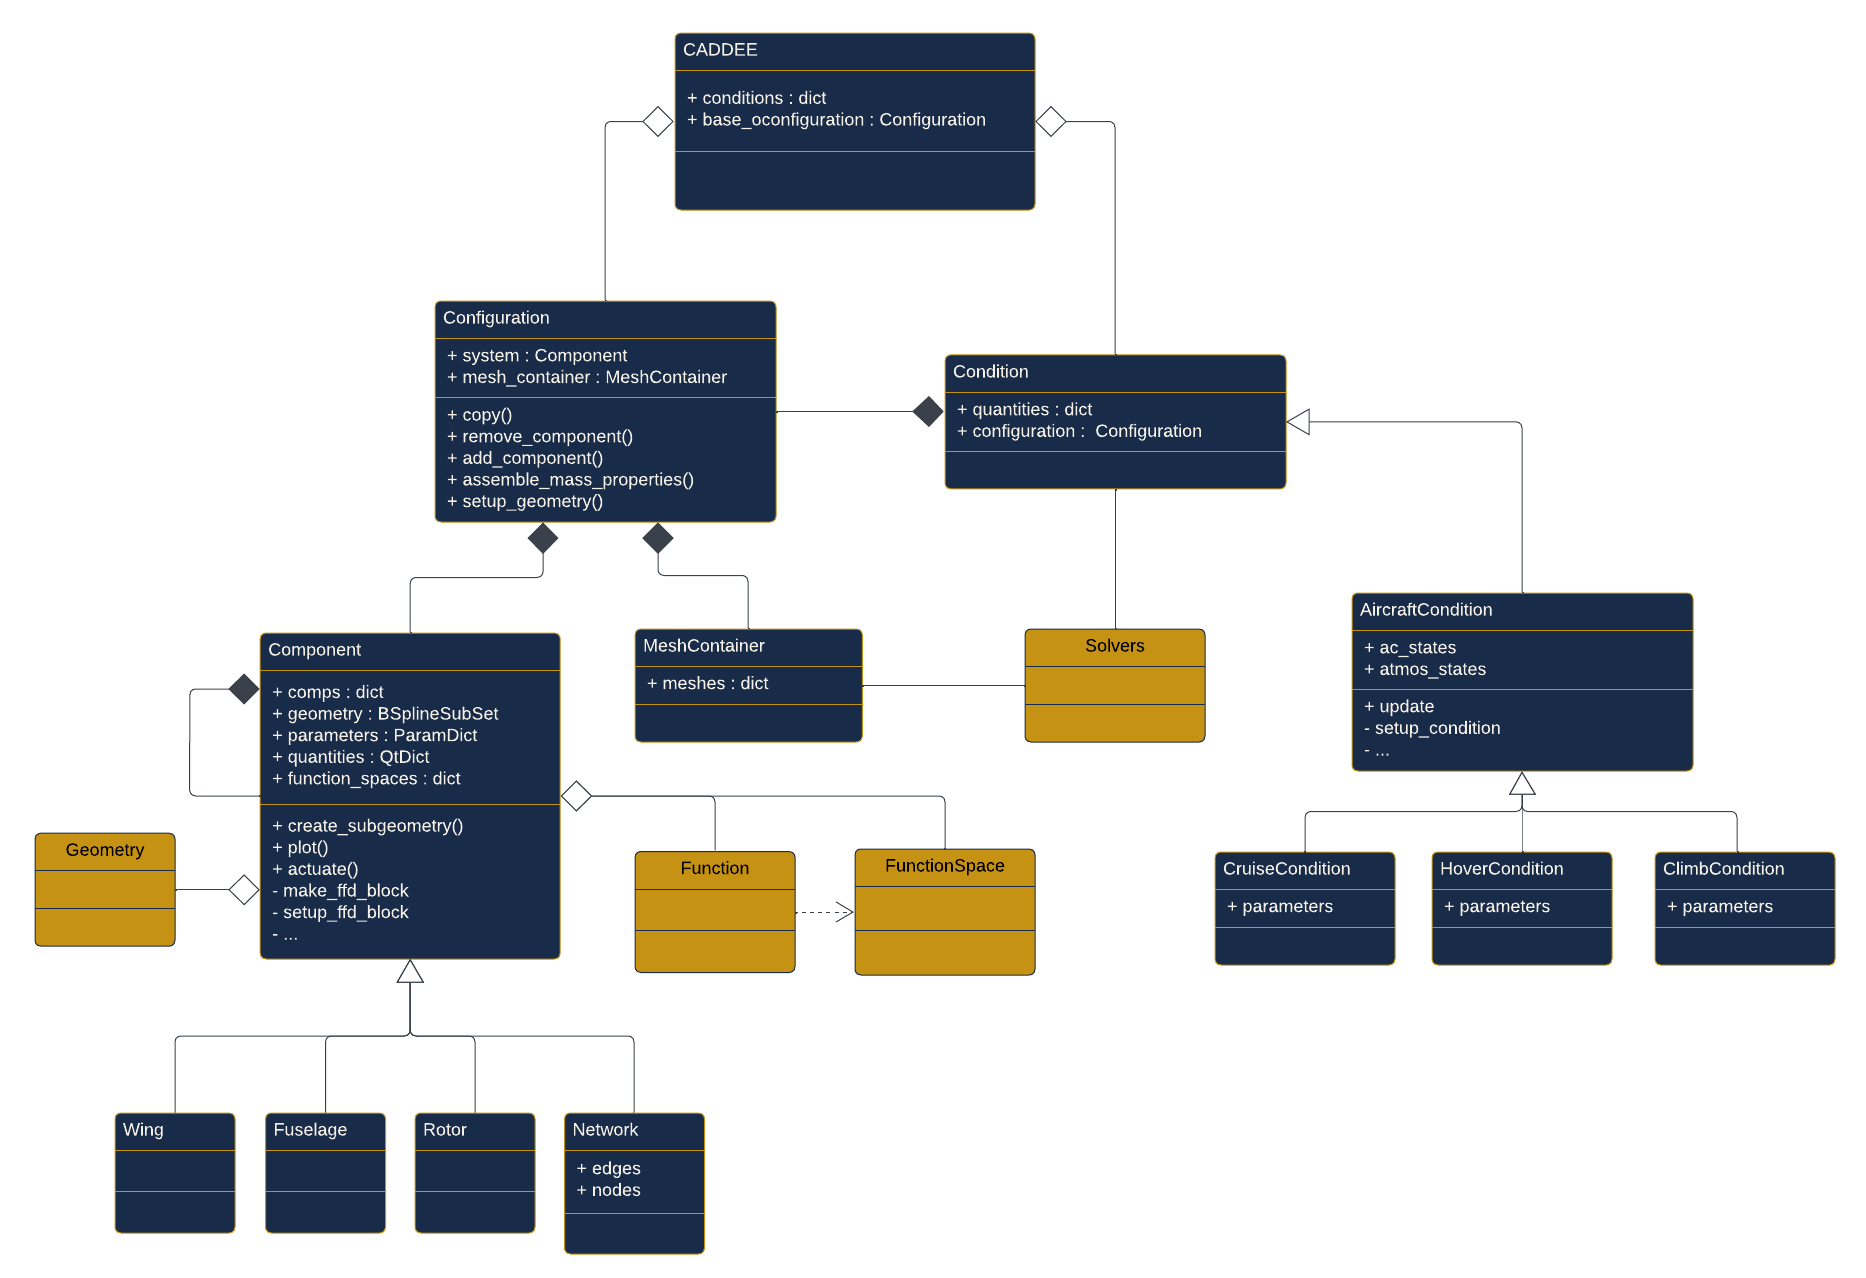 CADDEE
+ conditions : dict
+ base_oconfiguration : Configuration
Configuration
+ system : Component
+ mesh_container : MeshContainer
+ copy()
+ remove_component()
+ add_component()
+ assemble_mass_properties()
+ setup_geometry()
Condition
+ quantities : dict
+ configuration :  Configuration
AircraftCondition
+ ac_states
+ atmos_states
+ update
- setup_condition
- ...
Component
+ comps : dict
+ geometry : BSplineSubSet
+ parameters : ParamDict
+ quantities : QtDict
+ function_spaces : dict
+ create_subgeometry()
+ plot()
+ actuate()
- make_ffd_block
- setup_ffd_block
- ...
MeshContainer
+ meshes : dict
Solvers
Geometry
Function
FunctionSpace
CruiseCondition
+ parameters
HoverCondition
+ parameters
ClimbCondition
+ parameters
Wing
Fuselage
Rotor
Network
+ edges
+ nodes